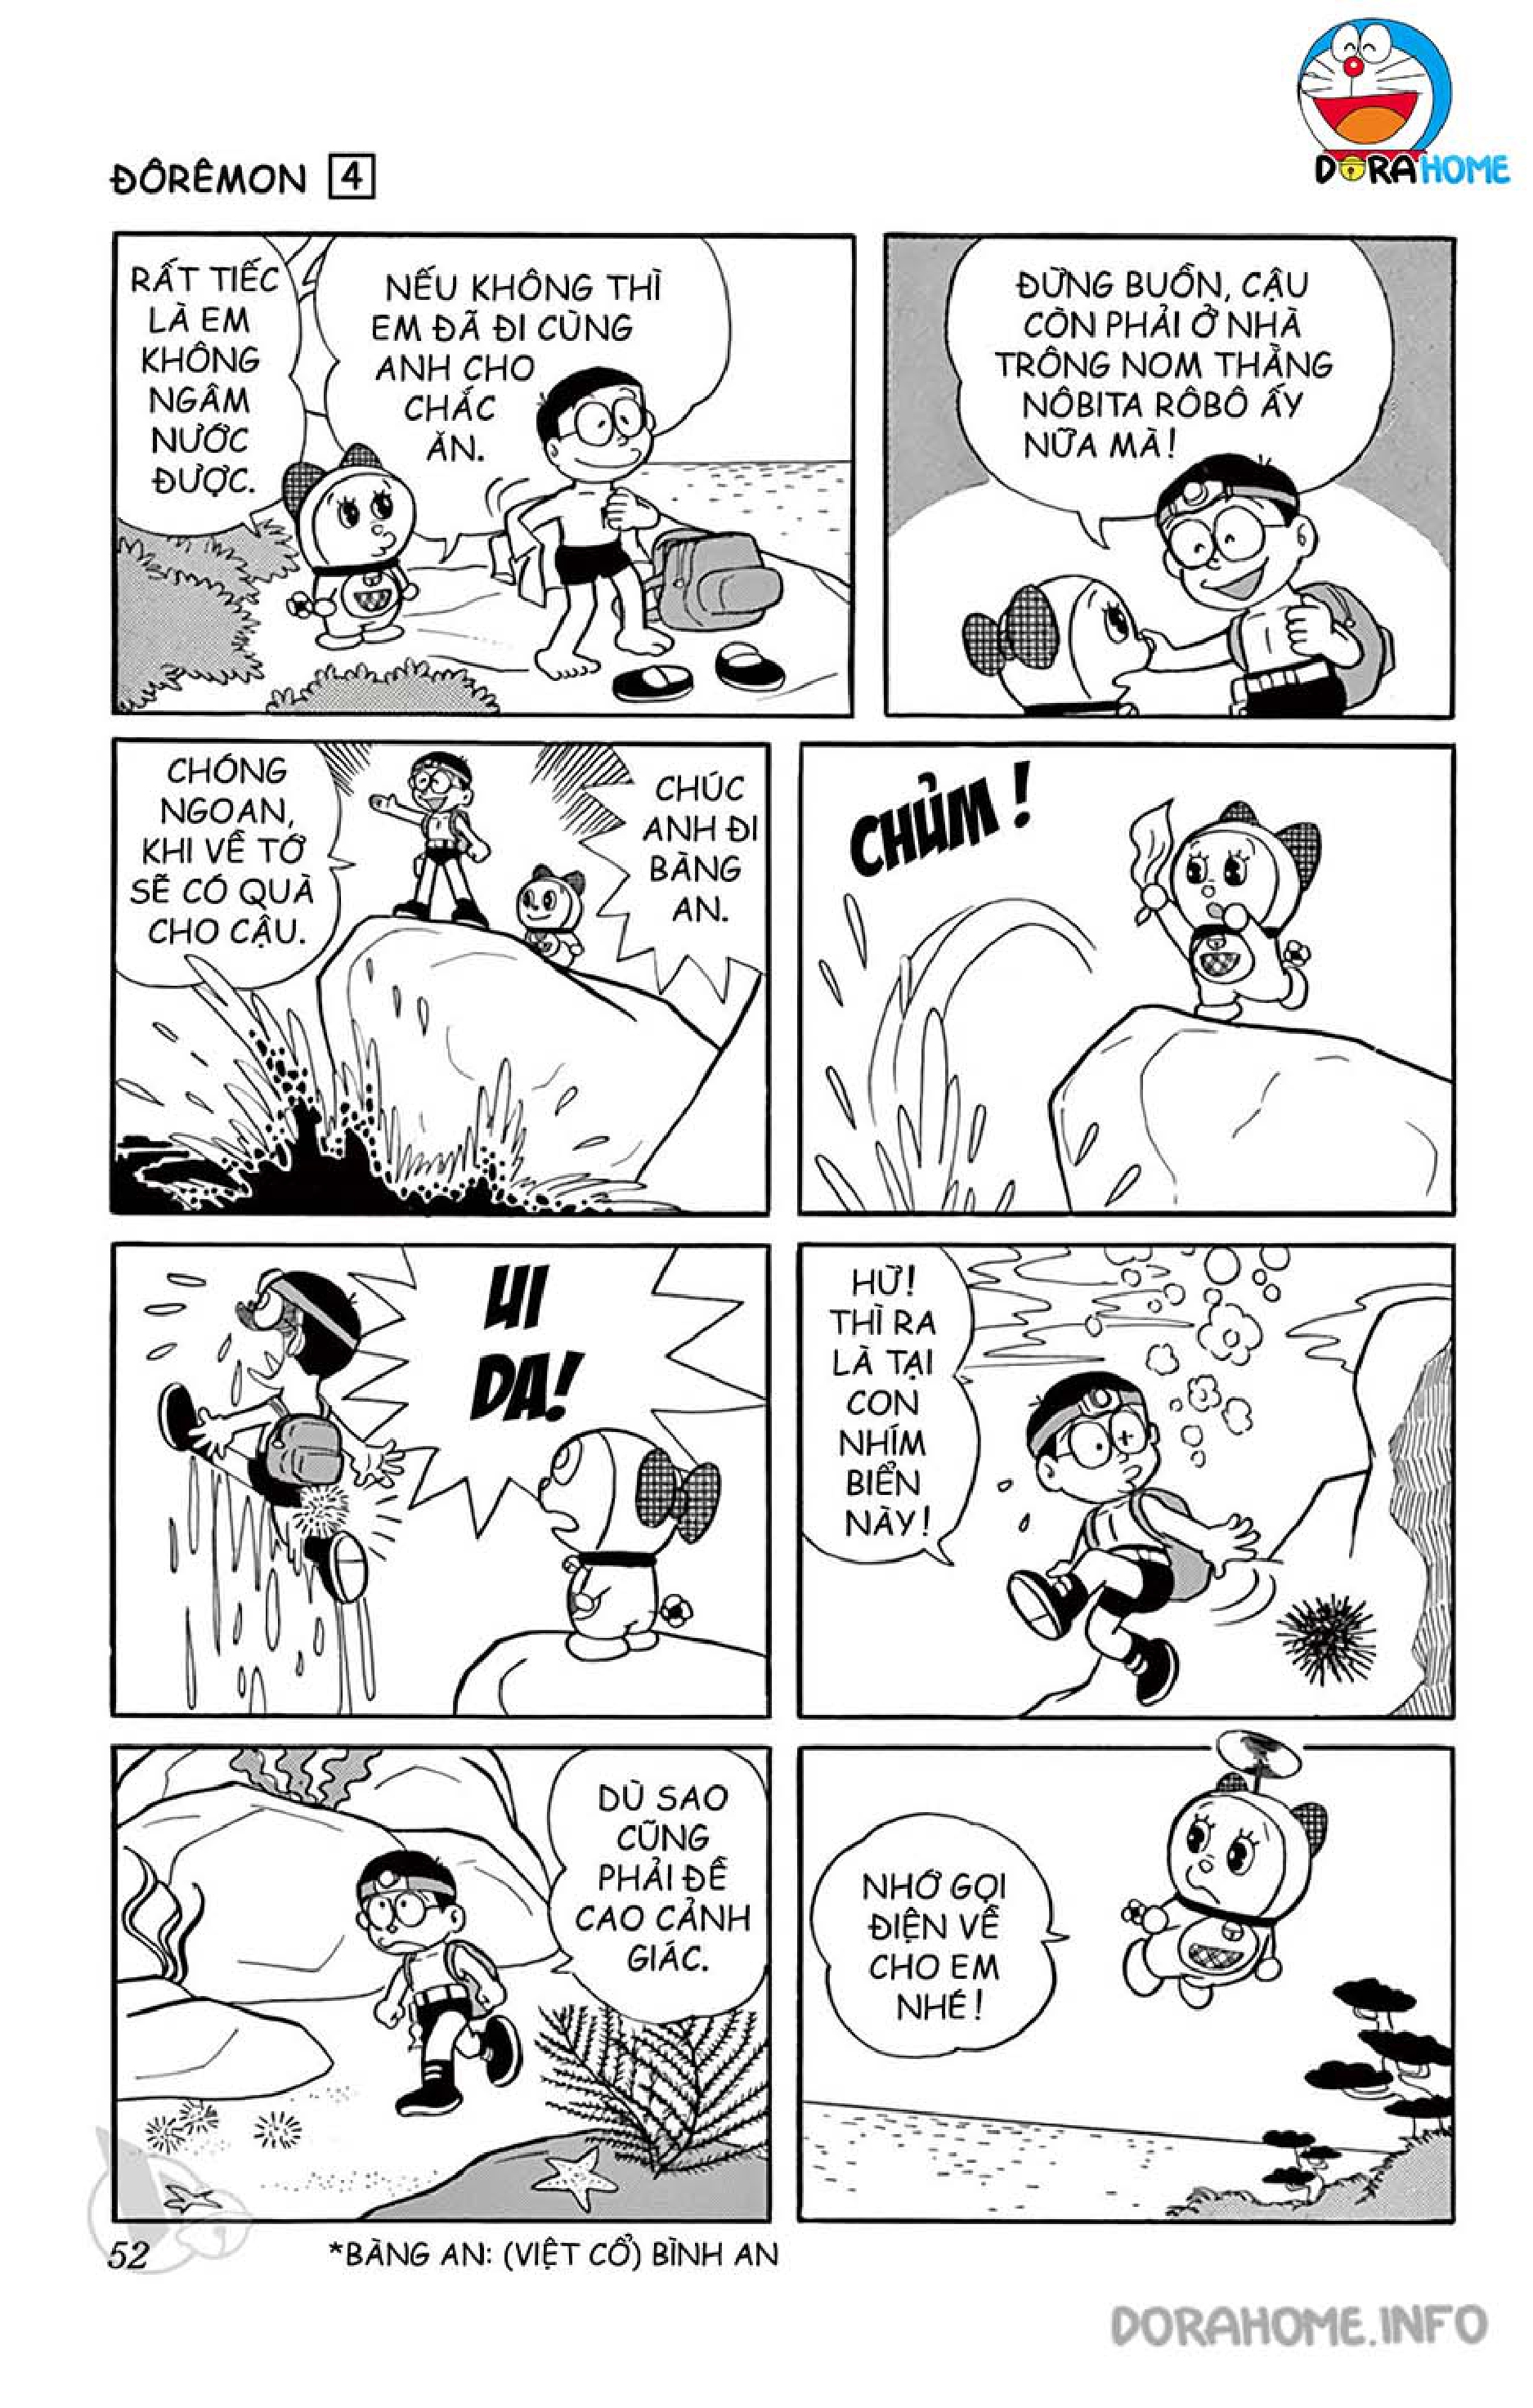 DORAHOME
ĐÔRÊMON 4
RẤT TIẾC
LÀ EM
KHÔNG
NGÂM
NƯỚC
ĐƯỢC.
NẾU KHÔNG THÌ
EM ĐÃ ĐI CÙNG
ANH CHO
CHẮC
ĂN.
ĐỪNG BUỒN, CẬU
CÒN PHẢI Ở NHÀ
TRÔNG NOM THẰNG
NÔBITA RÔBÔ ẤY
NỮA MÀ!
CHÓNG
NGOAN,
KHI VỀ TỚ
SẼ CÓ QUÀ
CHO CẬU.
CHÚC
ANH ĐI
BÀNG
AN.
CHỦM!
UI
DA!
HỪ!
THÌ RA
LÀ TẠI
CON
NHÍM
BIỂN
NÀY!
DÙ SAO
CŨNG
PHẢI ĐỀ
CAO CẢNH
GIÁC.
NHỚ GỌI
ĐIỆN VỀ
CHO EM
NHÉ!
52
*BÀNG AN: (VIỆT CỔ) BÌNH AN
DORAHOME.INFO